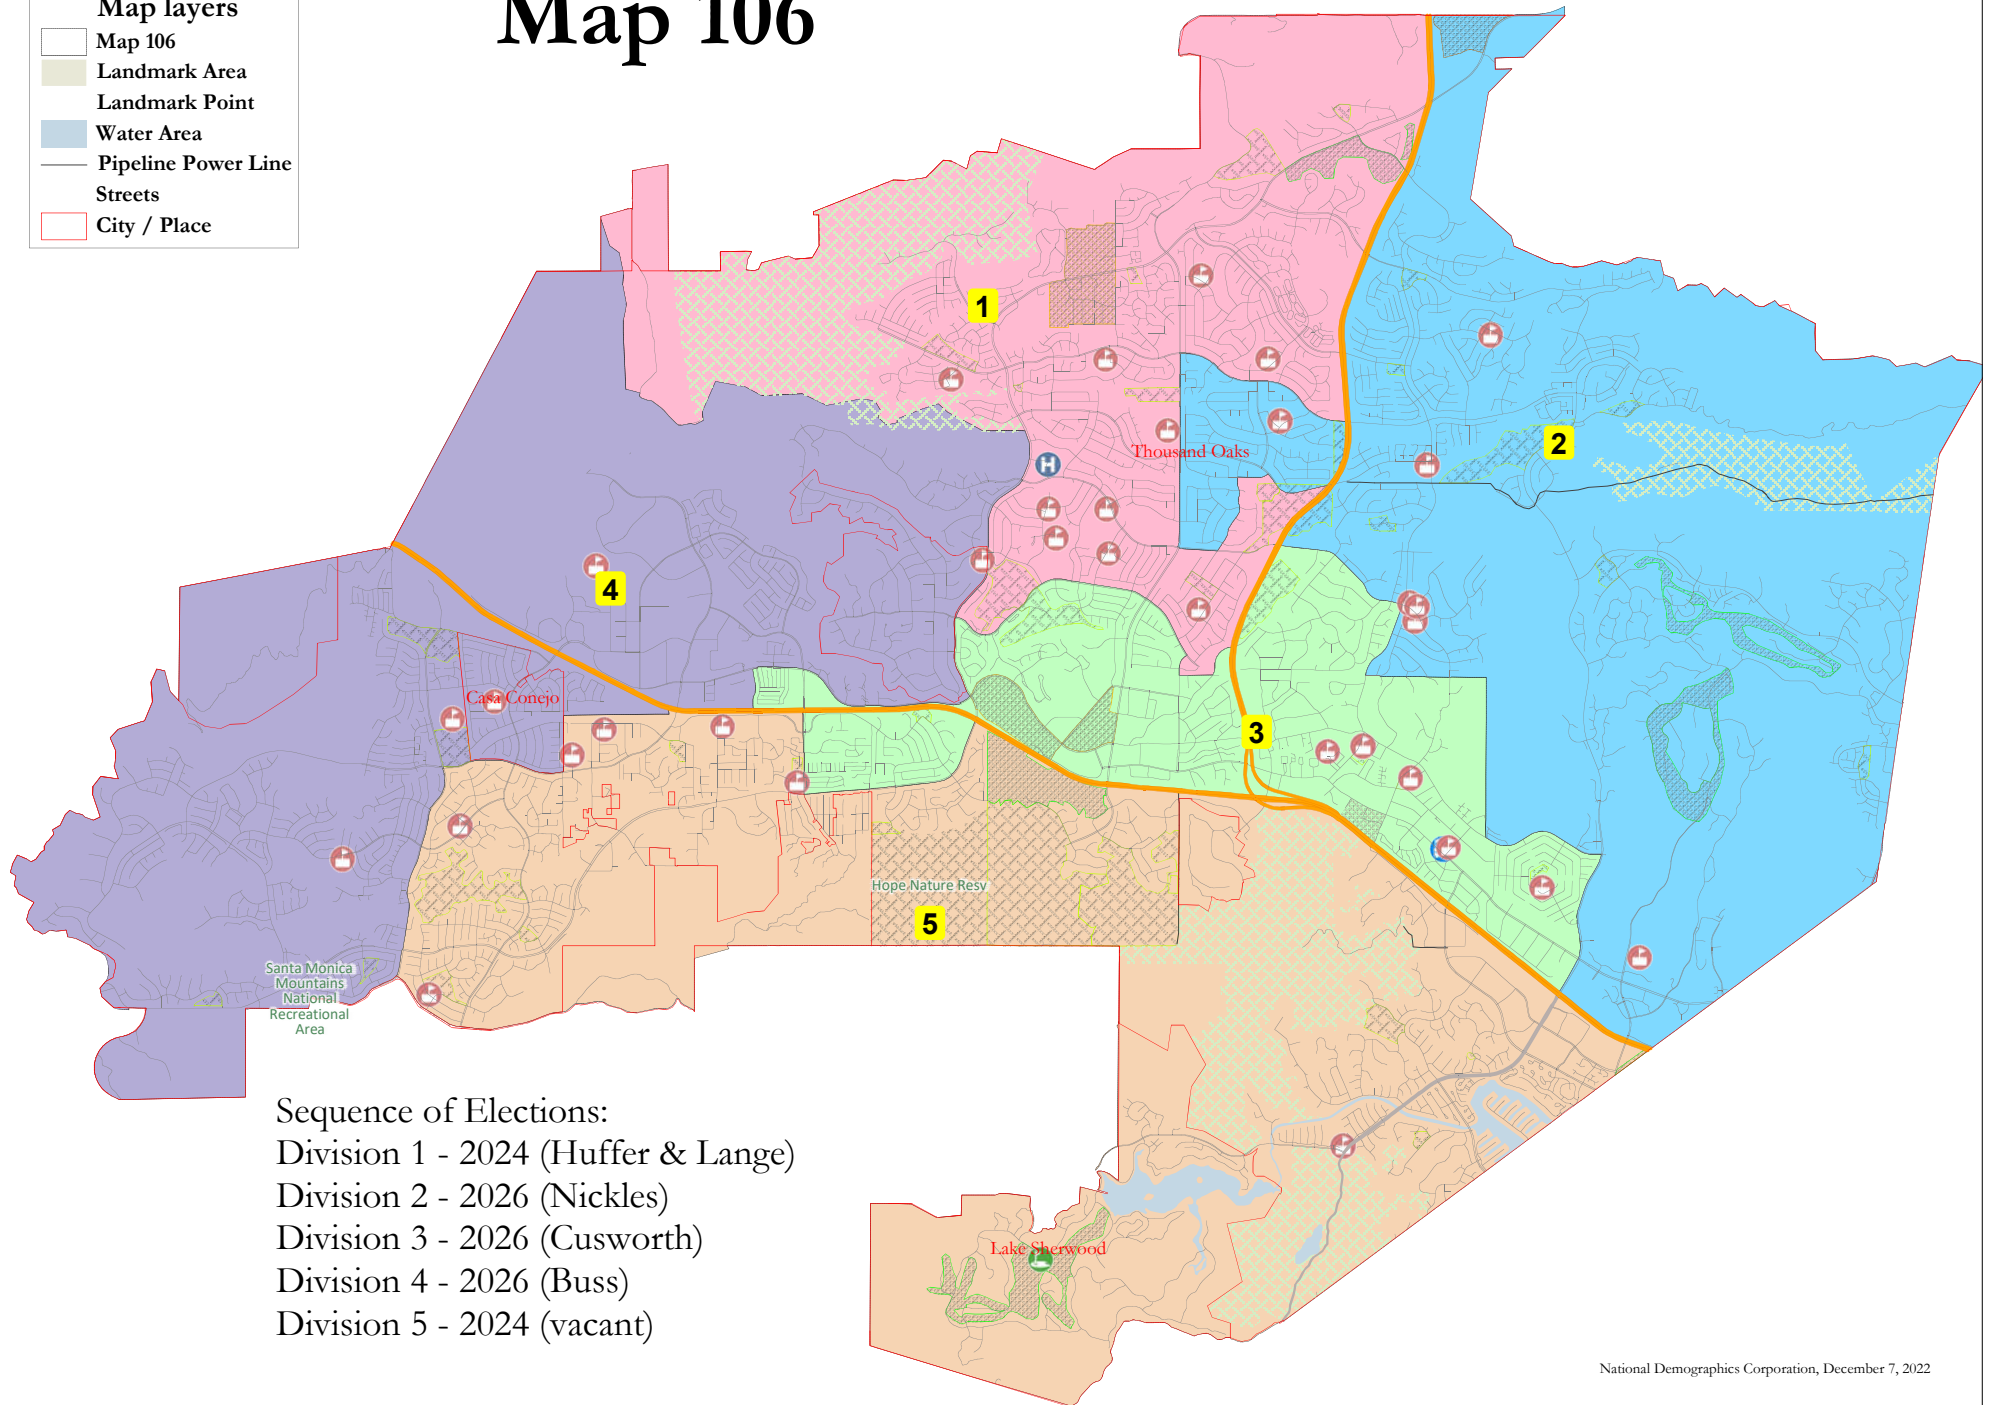 Map layers
Map 106
Landmark Area
Landmark Point
Water Area
Pipeline Power Line
Streets
City / Place
Map 106
1
2
Thousand Oaks
4
Casa Conejo
3
Hope Nature Resv
5
Santa Monica
Mountains
National
Recreational
Area
Lake Sherwood
H
Sequence of Elections:
Division 1 - 2024 (Huffer & Lange)
Division 2 - 2026 (Nickles)
Division 3 - 2026 (Cusworth)
Division 4 - 2026 (Buss)
Division 5 - 2024 (vacant)
National Demographics Corporation, December 7, 2022